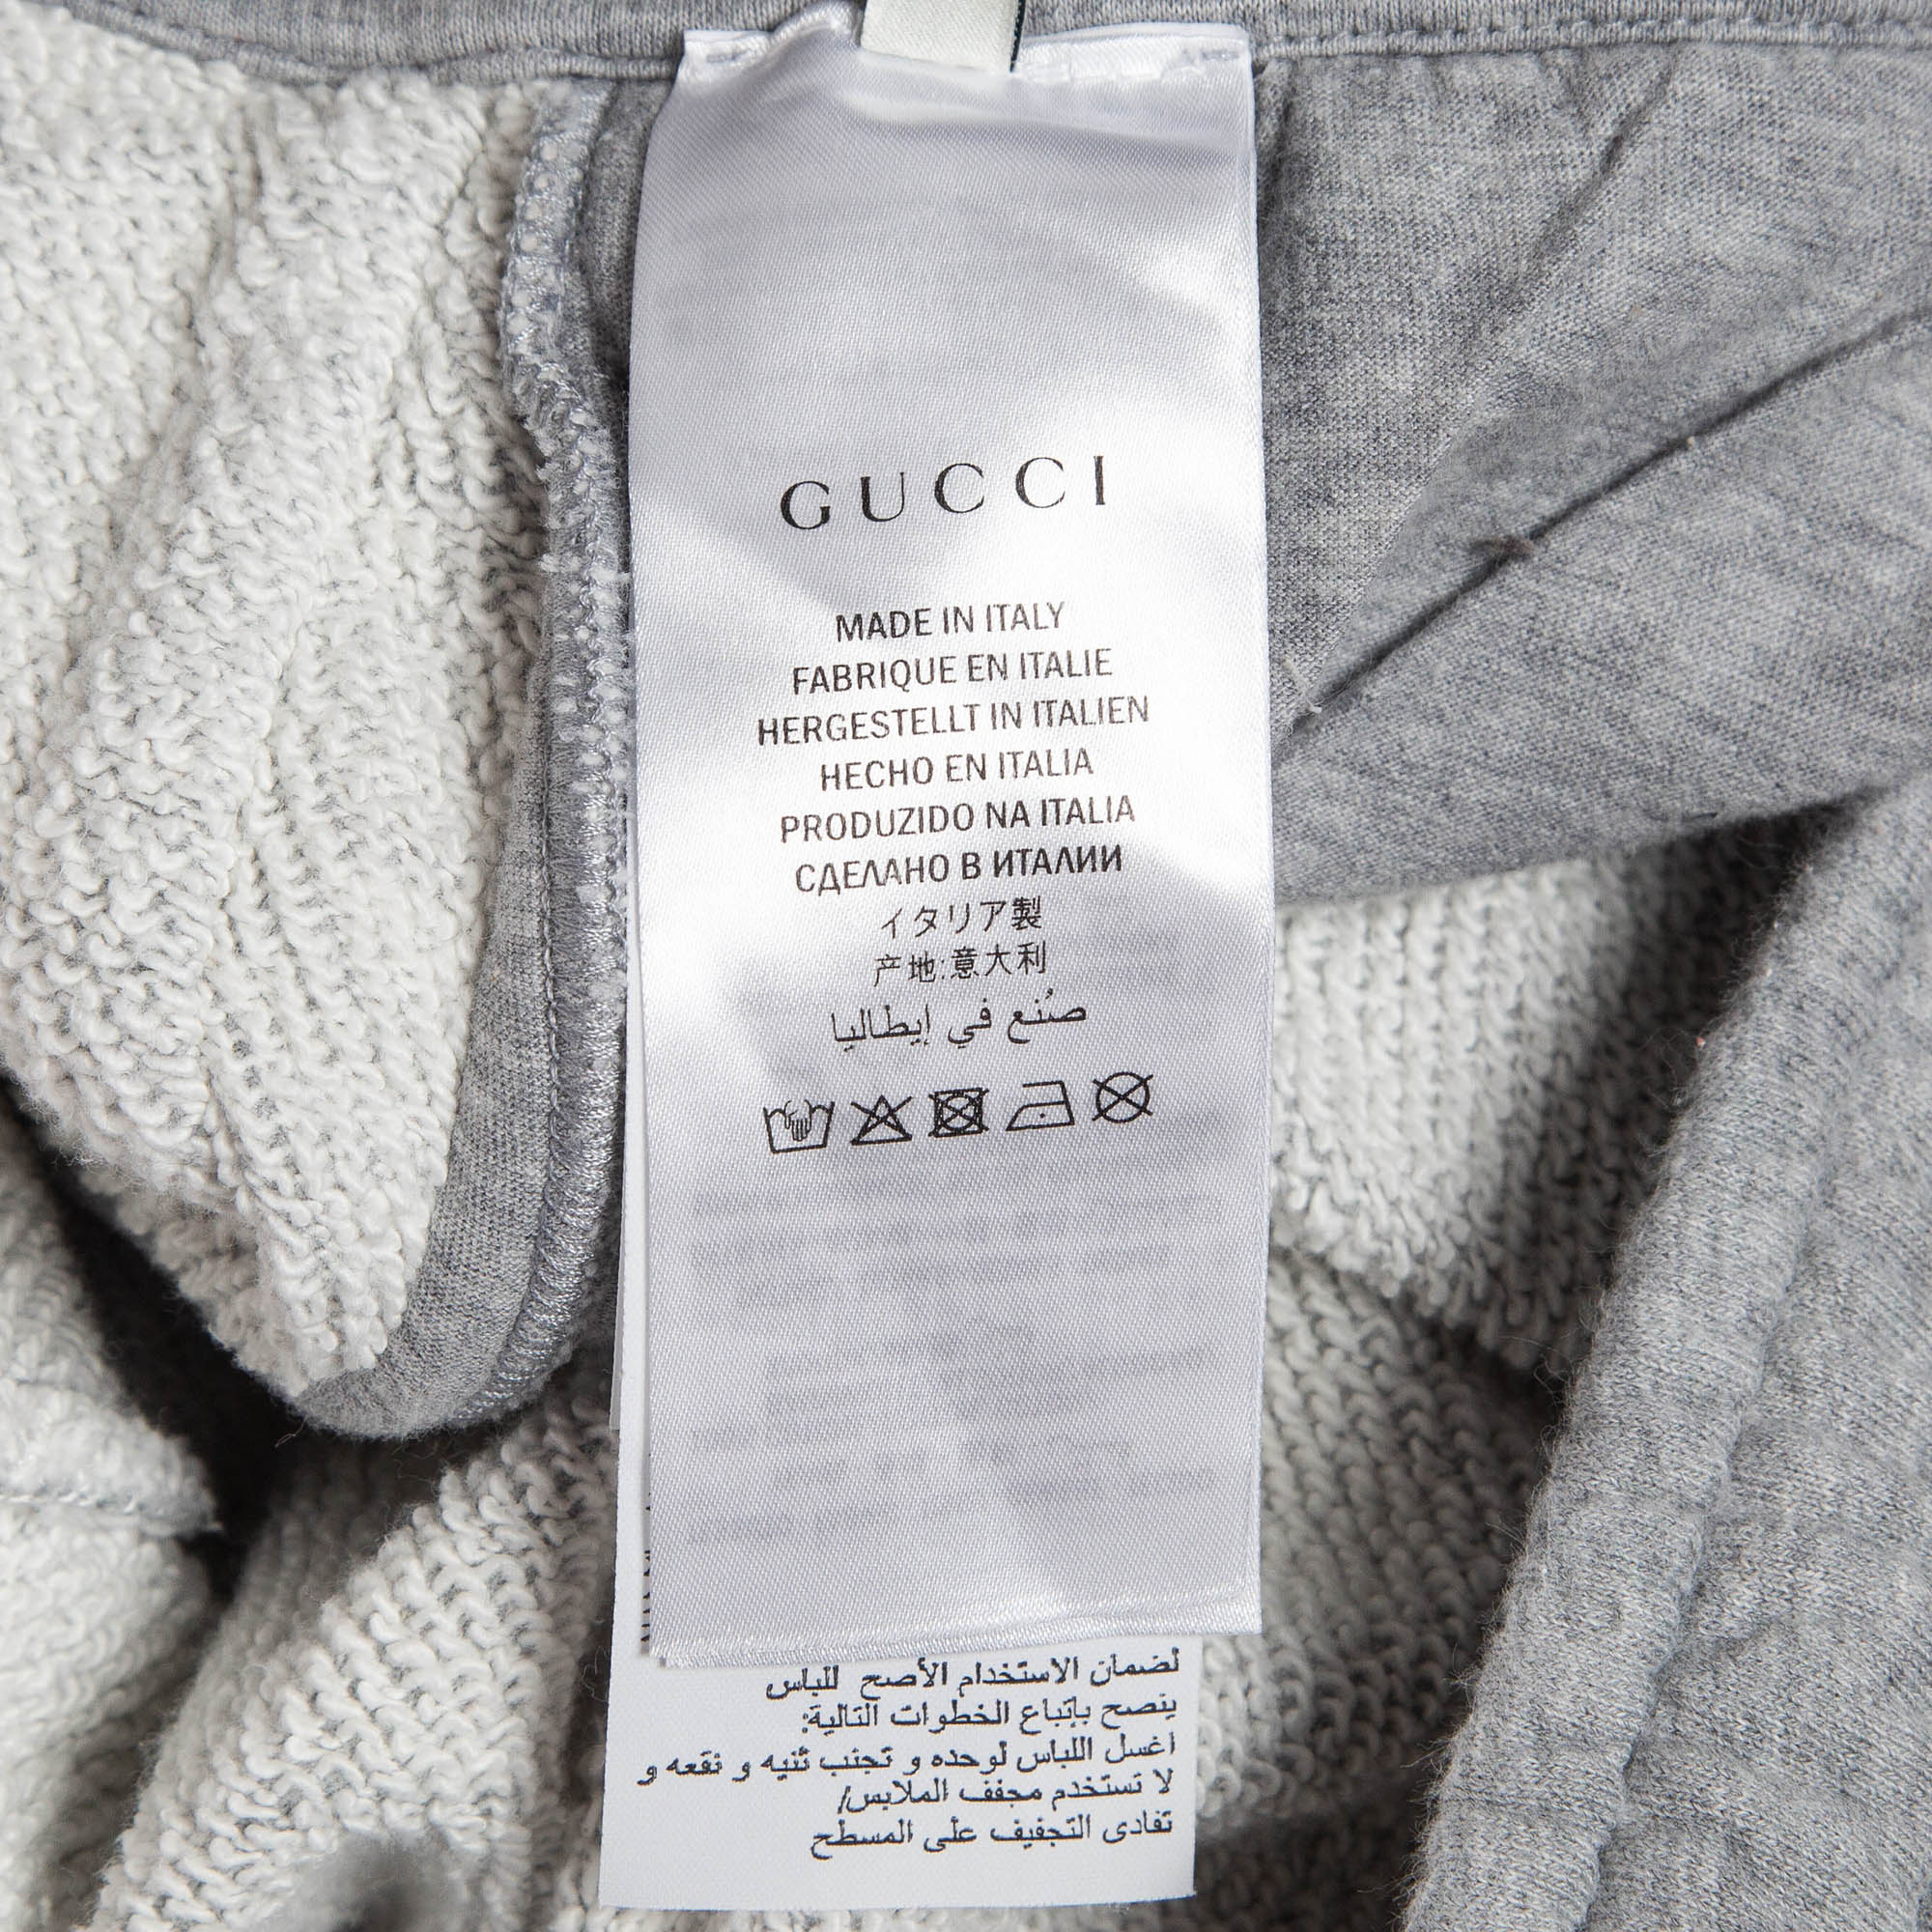 GUCCI
MADE IN ITALY
FABRIQUE EN ITALIE
HERGESTELLT IN ITALIEN
HECHO EN ITALIA
PRODUZIDO NA ITALIA
СДЕЛАНО В ИТАЛИИ
イタリア製
产地:意大利
صُنع في إيطاليا
لضمان الاستخدام الأصح للباس
ينصح بإتباع الخطوات التالية:
اغسل اللباس لوحده و تجنب ثنيه و نقعه و
لا تستخدم مجفف الملابس/
تفادى التجفيف على المسطح